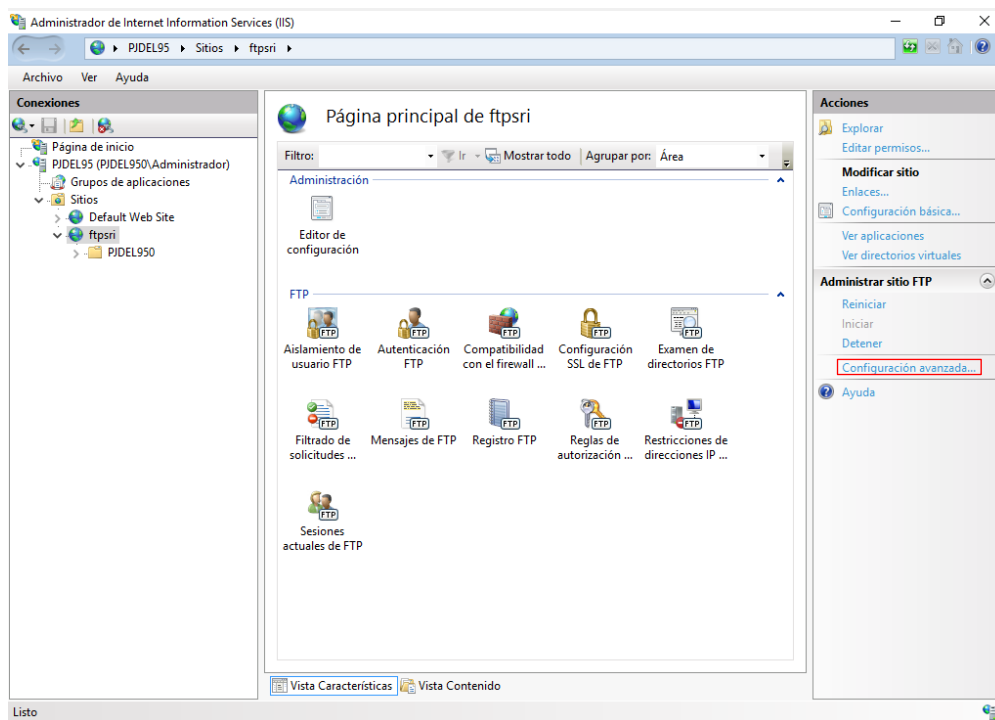 Administrador de Internet Information Services (IIS)
PJDEL95 Sitios ftpsri
Archivo Ver Ayuda
Conexiones
Página de inicio
PJDEL95 (PJDEL950\Administrador)
Grupos de aplicaciones
Sitios
Default Web Site
ftpsri
PJDEL950
Página principal de ftpsri
Filtro: Ir Mostrar todo Agrupar por: Área
Administración
Editor de
configuración
FTP
Aislamiento de
usuario FTP
Autenticación
FTP
Compatibilidad
con el firewall ...
Configuración
SSL de FTP
Examen de
directorios FTP
Filtrado de
solicitudes ...
Mensajes de FTP
Registro FTP
Reglas de
autorización ...
Restricciones de
direcciones IP ...
Sesiones
actuales de FTP
Vista Características Vista Contenido
Acciones
Explorar
Editar permisos...
Modificar sitio
Enlaces...
Configuración básica...
Ver aplicaciones
Ver directorios virtuales
Administrar sitio FTP
Reiniciar
Iniciar
Detener
Configuración avanzada...
Ayuda
Listo